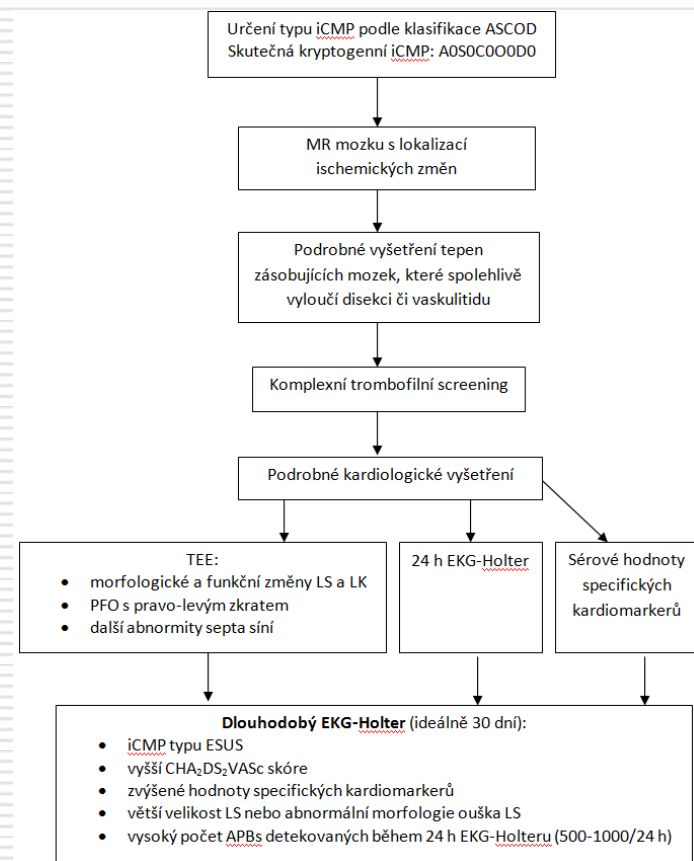 Určení typu iCMP podle klasifikace ASCOD
Skutečná kryptogenní iCMP: A0S0C0O0D0
MR mozku s lokalizací
ischemických změn
Podrobné vyšetření tepen
zásobujících mozek, které spolehlivě
vyloučí disekci či vaskulitidu
Komplexní trombofilní screening
Podrobné kardiologické vyšetření
TEE:
• morfologické a funkční změny LS a LK
• PFO s pravo-levým zkratem
• další abnormity septa síní
24 h EKG-Holter
Sérové hodnoty
specifických
kardiomarkerů
Dlouhodobý EKG-Holter (ideálně 30 dní):
• iCMP typu ESUS
• vyšší CHA₂DS₂VASc skóre
• zvýšené hodnoty specifických kardiomarkerů
• větší velikost LS nebo abnormální morfologie ouška LS
• vysoký počet APBs detekovaných během 24 h EKG-Holteru (500-1000/24 h)